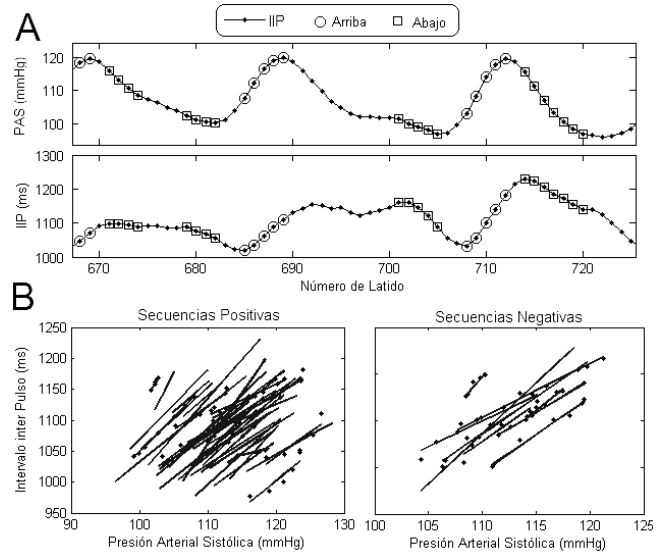 A
IIP Arriba Abajo
PAS (mmHg)
120
100
IIP (ms)
1300
1200
1100
1000
670 680 690 700 710 720
Número de Latido
B
Secuencias Positivas Secuencias Negativas
Intervalo inter Pulso (ms)
1250
1200
1150
1100
1050
1000
950
90 100 110 120 130
100 105 110 115 120 125
Presión Arterial Sistólica (mmHg) Presión Arterial Sistólica (mmHg)